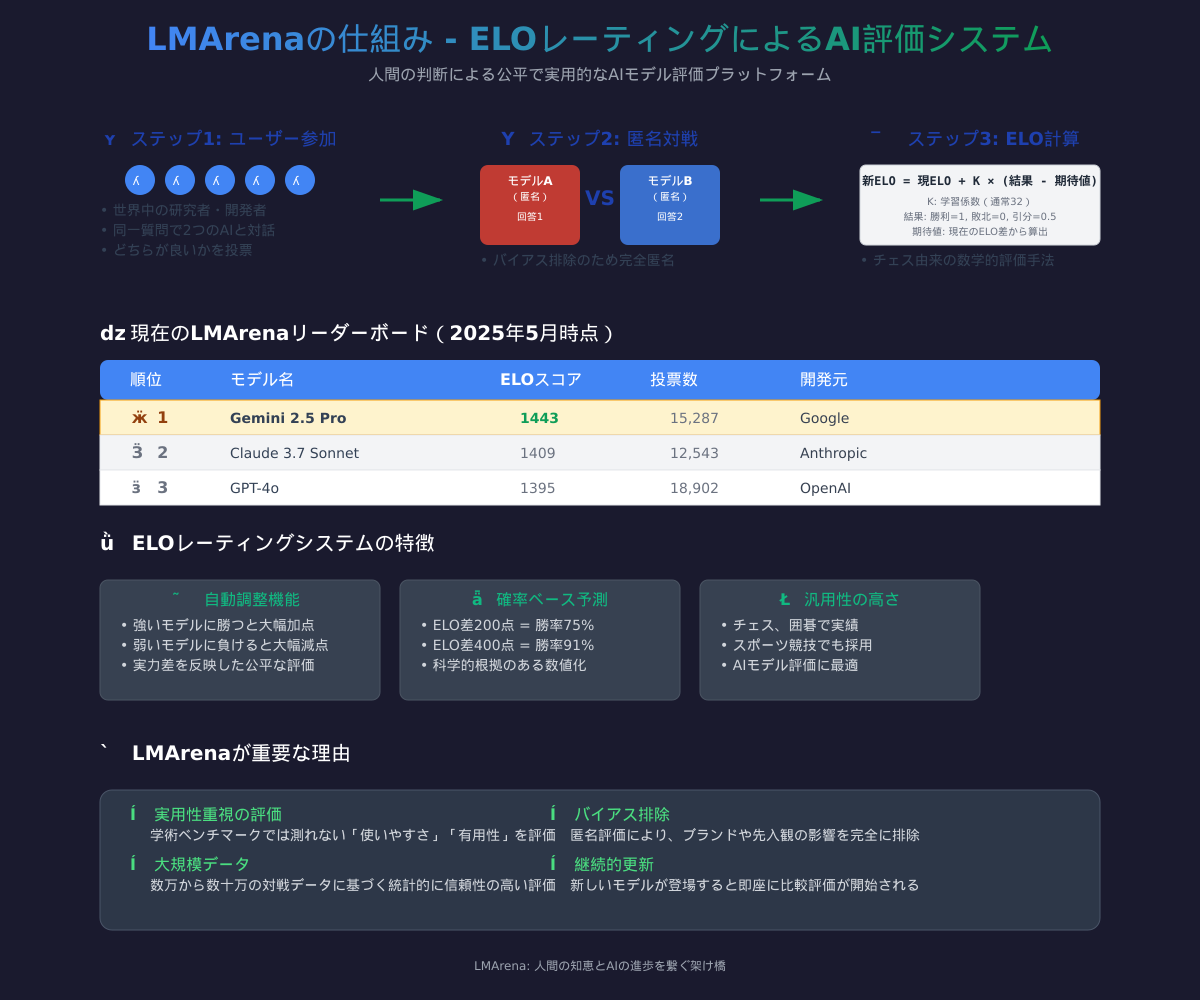 LMArenaの仕組み - ELOレーティングによるAI評価システム
人間の判断による公平で実用的なAIモデル評価プラットフォーム
ステップ1: ユーザー参加
• 世界中の研究者・開発者
• 同一質問で2つのAIと対話
• どちらが良いかを投票
ステップ2: 匿名対戦
モデルA
（匿名）
回答1
VS
モデルB
（匿名）
回答2
• バイアス排除のため完全匿名
ステップ3: ELO計算
新ELO = 現ELO + K × (結果 - 期待値)
K: 学習係数（通常32）
結果: 勝利=1, 敗北=0, 引分=0.5
期待値: 現在のELO差から算出
• チェス由来の数学的評価手法
現在のLMArenaリーダーボード（2025年5月時点）
順位 モデル名 ELOスコア 投票数 開発元
1 Gemini 2.5 Pro 1443 15,287 Google
2 Claude 3.7 Sonnet 1409 12,543 Anthropic
3 GPT-4o 1395 18,902 OpenAI
ELOレーティングシステムの特徴
自動調整機能
• 強いモデルに勝つと大幅加点
• 弱いモデルに負けると大幅減点
• 実力差を反映した公平な評価
確率ベース予測
• ELO差200点 = 勝率75%
• ELO差400点 = 勝率91%
• 科学的根拠のある数値化
汎用性の高さ
• チェス、囲碁で実績
• スポーツ競技でも採用
• AIモデル評価に最適
LMArenaが重要な理由
実用性重視の評価
学術ベンチマークでは測れない「使いやすさ」「有用性」を評価
バイアス排除
匿名評価により、ブランドや先入観の影響を完全に排除
大規模データ
数万から数十万の対戦データに基づく統計的に信頼性の高い評価
継続的更新
新しいモデルが登場すると即座に比較評価が開始される
LMArena: 人間の知恵とAIの進歩を繋ぐ架け橋